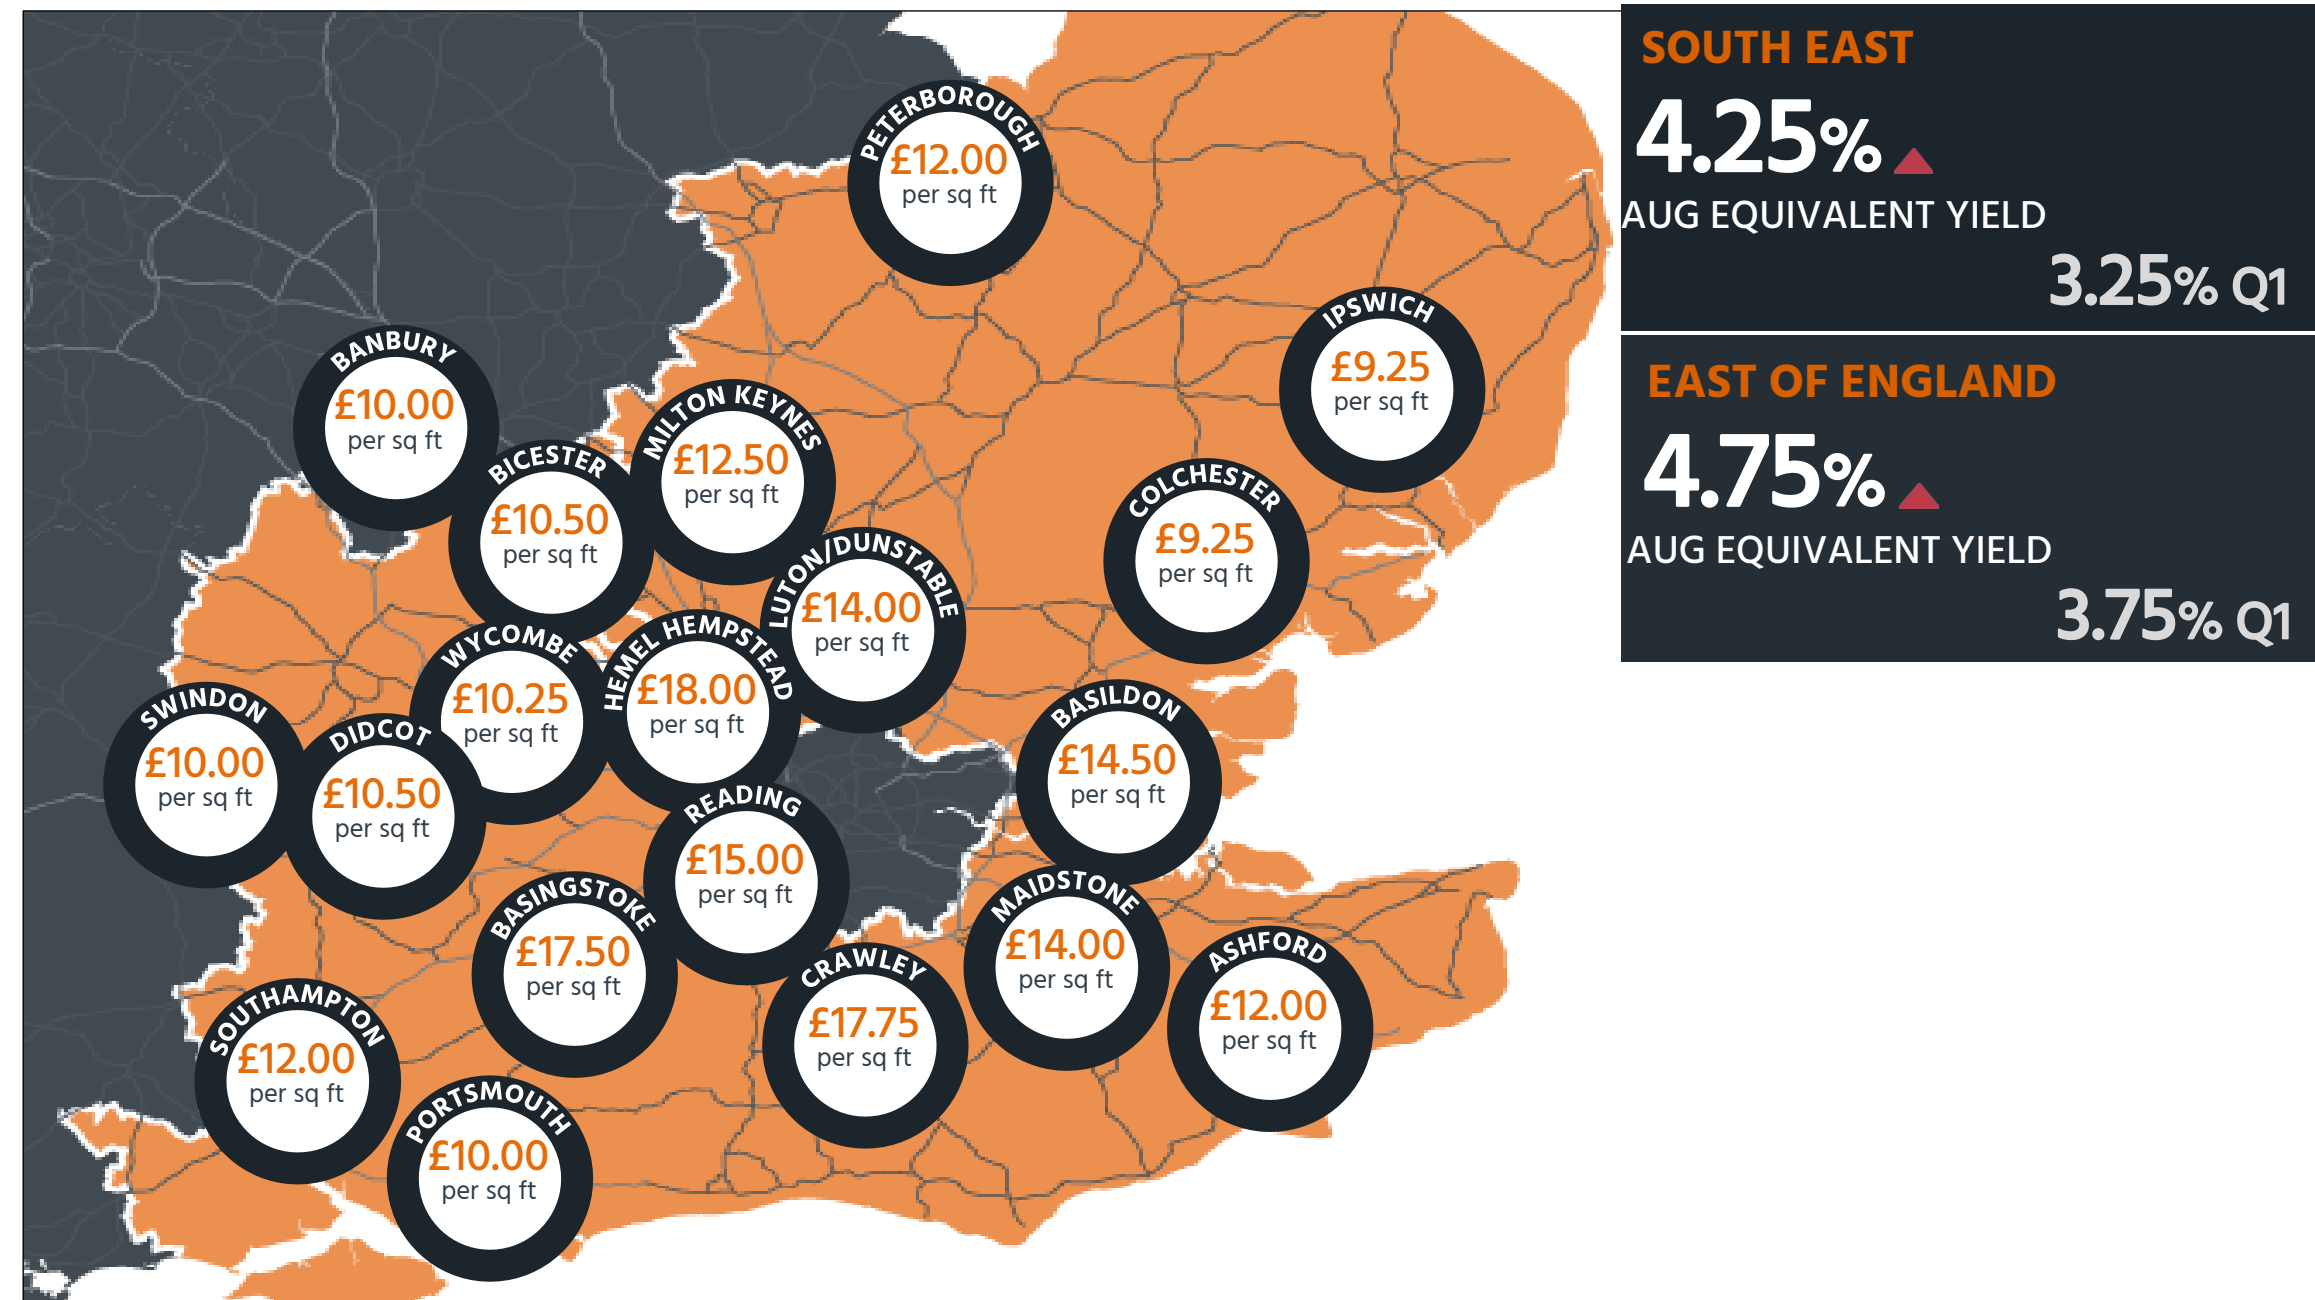 SOUTH EAST
4.25%
AUG EQUIVALENT YIELD
3.25% Q1
EAST OF ENGLAND
4.75%
AUG EQUIVALENT YIELD
3.75% Q1
PETERBOROUGH
£12.00
per sq ft
IPSWICH
£9.25
per sq ft
BANBURY
£10.00
per sq ft
MILTON KEYNES
£12.50
per sq ft
BICESTER
£10.50
per sq ft
COLCHESTER
£9.25
per sq ft
LUTON/DUNSTABLE
£14.00
per sq ft
WYCOMBE
£10.25
per sq ft
HEMEL HEMPSTEAD
£18.00
per sq ft
SWINDON
£10.00
per sq ft
DIDCOT
£10.50
per sq ft
BASILDON
£14.50
per sq ft
READING
£15.00
per sq ft
BASINGSTOKE
£17.50
per sq ft
MAIDSTONE
£14.00
per sq ft
CRAWLEY
£17.75
per sq ft
ASHFORD
£12.00
per sq ft
SOUTHAMPTON
£12.00
per sq ft
PORTSMOUTH
£10.00
per sq ft